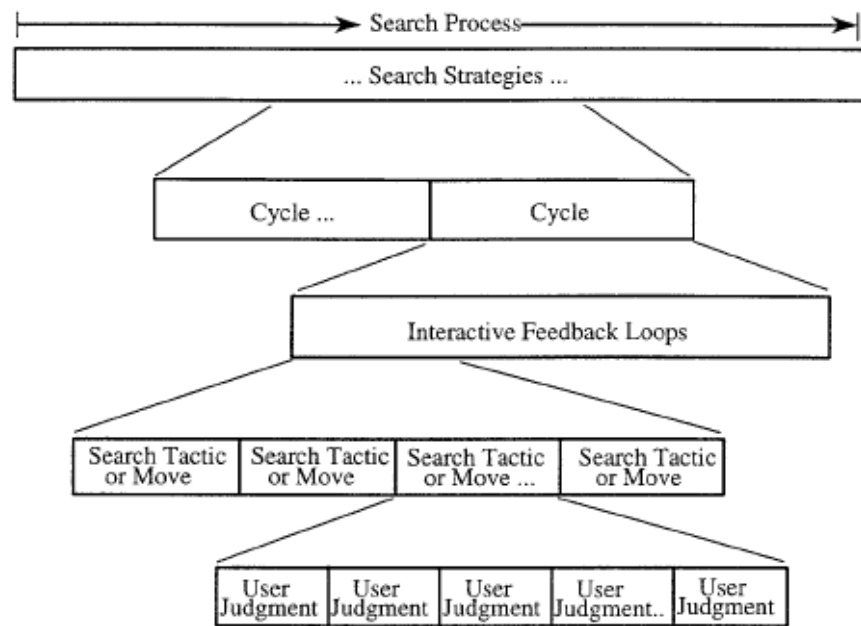 Search Process
... Search Strategies ...
Cycle ...
Cycle
Interactive Feedback Loops
Search Tactic
or Move
Search Tactic
or Move
Search Tactic
or Move ...
Search Tactic
or Move
User
Judgment
User
Judgment
User
Judgment
User
Judgment..
User
Judgment